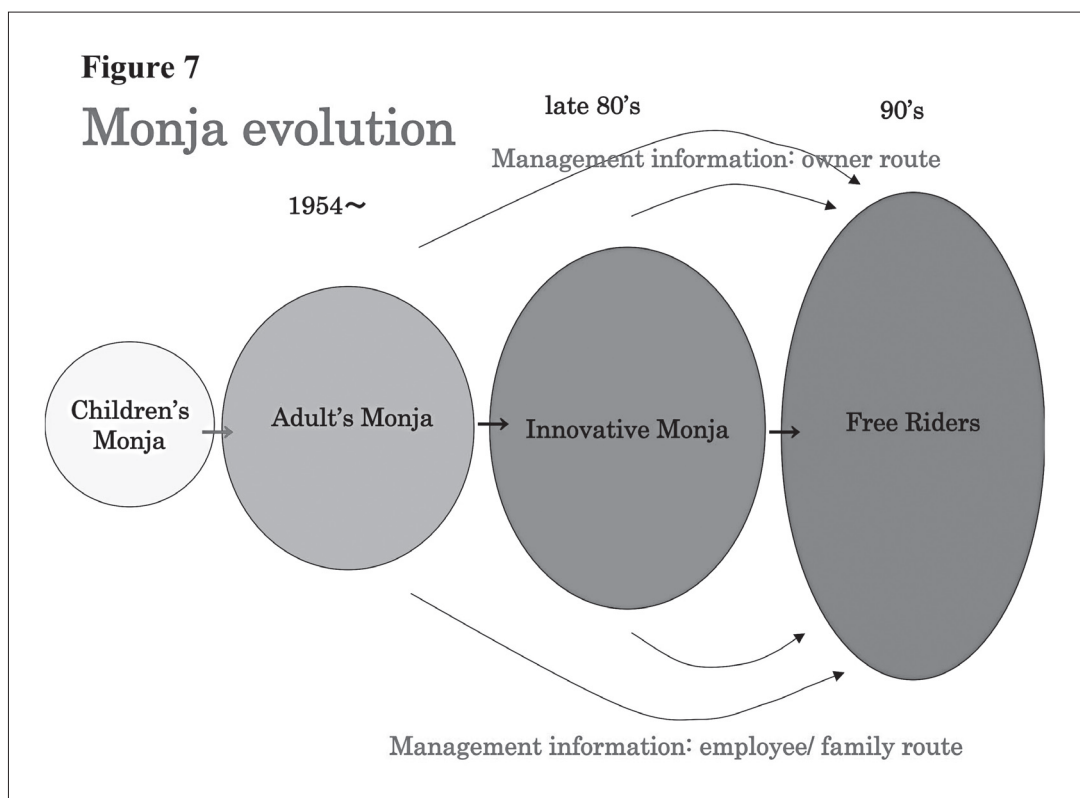 Figure 7
Monja evolution
late 80's
90's
Management information: owner route
1954~
Children's
Monja
Adult's Monja
Innovative Monja
Free Riders
Management information: employee/ family route